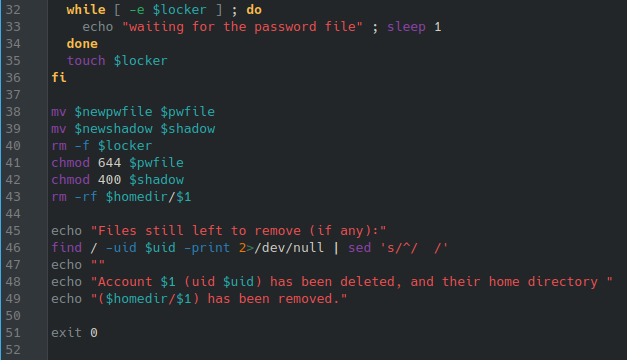 32 while [ -e $locker ] ; do
33 echo "waiting for the password file" ; sleep 1
34 done
35 touch $locker
36 fi
37
38 mv $newpwfile $pwfile
39 mv $newshadow $shadow
40 rm -f $locker
41 chmod 644 $pwfile
42 chmod 400 $shadow
43 rm -rf $homedir/$1
44
45 echo "Files still left to remove (if any):"
46 find / -uid $uid -print 2>/dev/null | sed 's/^/  /'
47 echo ""
48 echo "Account $1 (uid $uid) has been deleted, and their home directory "
49 echo "($homedir/$1) has been removed."
50
51 exit 0
52